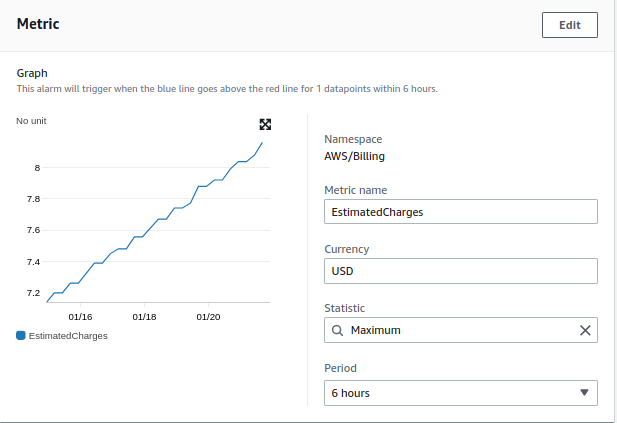 Metric
Edit
Graph
This alarm will trigger when the blue line goes above the red line for 1 datapoints within 6 hours.
No unit
8
7.8
7.6
7.4
7.2
01/16
01/18
01/20
EstimatedCharges
Namespace
AWS/Billing
Metric name
EstimatedCharges
Currency
USD
Statistic
Maximum
Period
6 hours